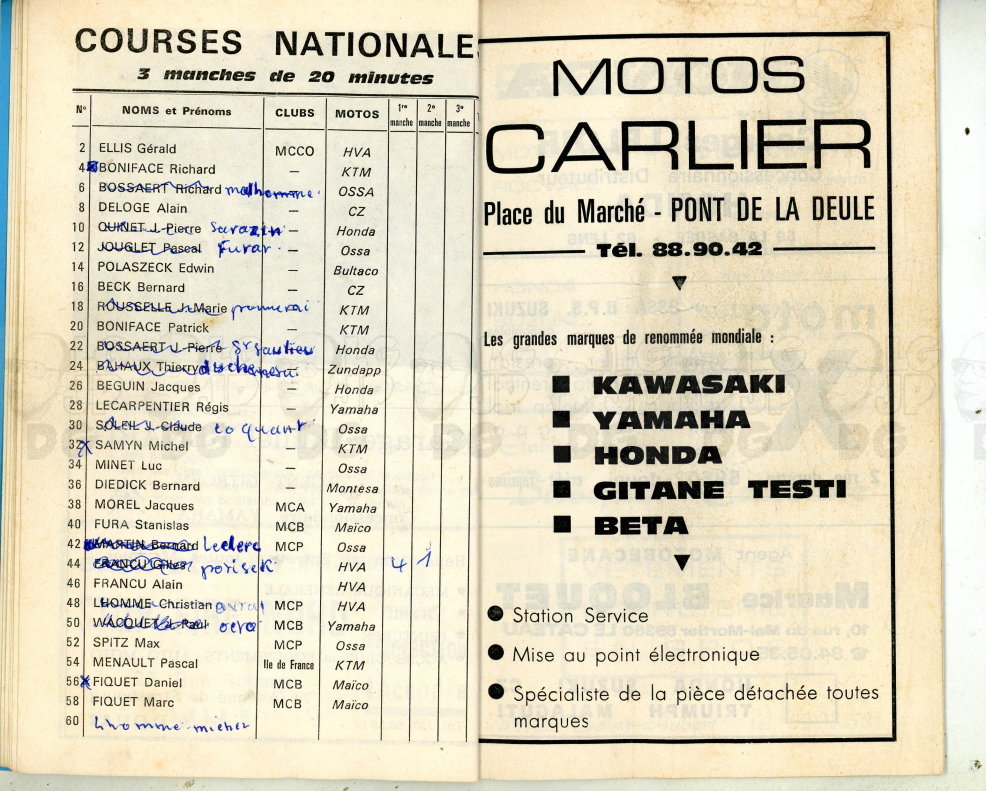 COURSES NATIONALE
3 manches de 20 minutes
N° NOMS et Prénoms CLUBS MOTOS 1re manche 2e manche 3e manche
2 ELLIS Gérald MCCO HVA
4 BONIFACE Richard — KTM
6 BOSSAERT Richard malhomme — OSSA
8 DELOGE Alain — CZ
10 QUINET J.-Pierre Sarazin — Honda
12 JOUGLET Pascal Furar — Ossa
14 POLASZECK Edwin — Bultaco
16 BECK Bernard — CZ
18 ROUSSELLE J.-Marie — KTM
20 BONIFACE Patrick — KTM
22 BOSSAERT J.-Pierre — Honda
24 BAHAUX Thierry — Zundapp
26 BEGUIN Jacques — Honda
28 LECARPENTIER Régis — Yamaha
30 SOLEIL J.-Claude coquant — Ossa
32 X SAMYN Michel — KTM
34 MINET Luc — Ossa
36 DIEDICK Bernard — Montesa
38 MOREL Jacques MCA Yamaha
40 FURA Stanislas MCB Maïco
42 MARTIN Bernard Leclerc MCP Ossa
44 FRANCU Gilles porisek HVA 4 1
46 FRANCU Alain HVA
48 LHOMME Christian MCP HVA
50 WACQUET J.-Paul MCB Yamaha
52 SPITZ Max MCP Ossa
54 MENAULT Pascal Ile de France KTM
56 X FIQUET Daniel MCB Maïco
58 FIQUET Marc MCB Maïco
60 Lhomme micher
MOTOS
CARLIER
Place du Marché - PONT DE LA DEULE
Tél. 88.90.42
Les grandes marques de renommée mondiale :
KAWASAKI
YAMAHA
HONDA
GITANE TESTI
BETA
Station Service
Mise au point électronique
Spécialiste de la pièce détachée toutes
marques